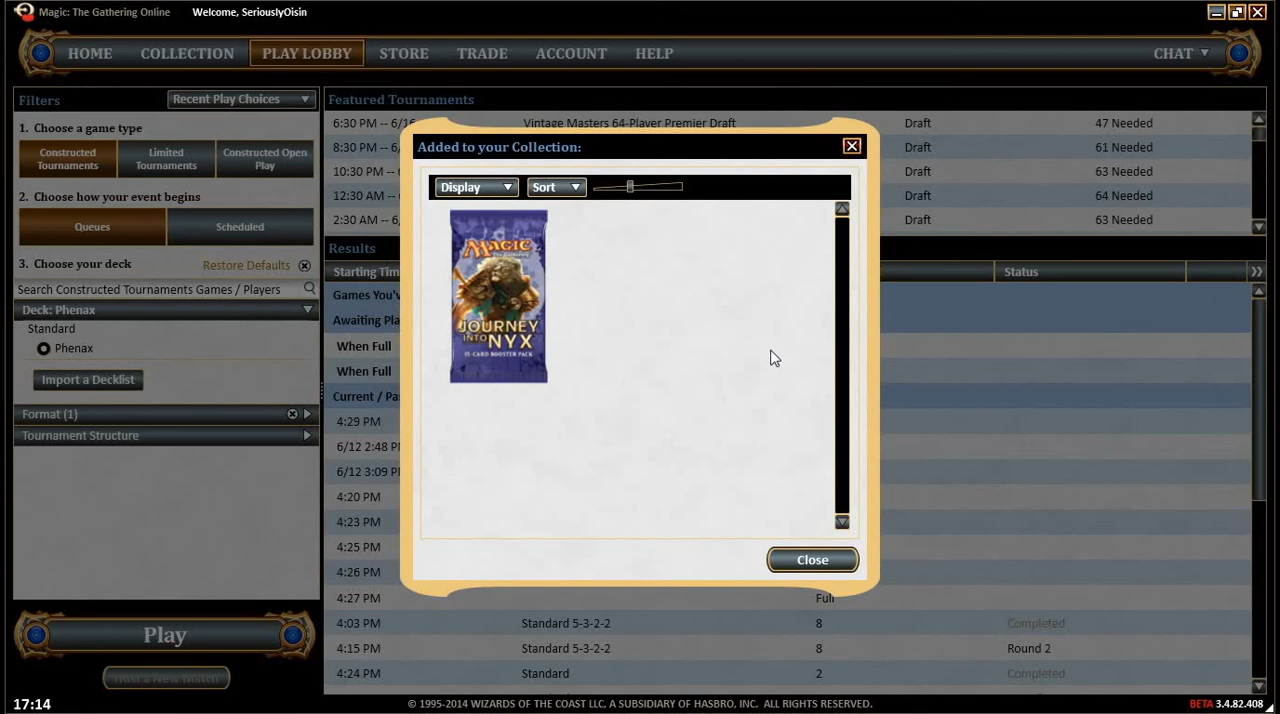 Magic: The Gathering Online Welcome, SeriouslyOisin
HOME COLLECTION PLAY LOBBY STORE TRADE ACCOUNT HELP CHAT
Filters Recent Play Choices
1. Choose a game type
Constructed Tournaments
Limited Tournaments
Constructed Open Play
2. Choose how your event begins
Queues Scheduled
3. Choose your deck Restore Defaults
Search Constructed Tournaments Games / Players
Deck: Phenax
Standard
Phenax
Import a Decklist
Format (1)
Tournament Structure
Play
Host a New Match
17:14
Featured Tournaments
6:30 PM -- 6/16 Vintage Masters 64-Player Premier Draft Draft 47 Needed
8:30 PM -- 6/ Draft 61 Needed
10:30 PM -- 6/ Draft 63 Needed
12:30 AM -- 6/ Draft 64 Needed
2:30 AM -- 6/ Draft 63 Needed
Results
Starting Tim Status
Games You'v
Awaiting Pla
When Full
When Full
Current / Pas
4:29 PM
6/12 2:48 P
6/12 3:09 P
4:20 PM
4:23 PM
4:25 PM
4:26 PM
4:27 PM Full
4:03 PM Standard 5-3-2-2 8 Completed
4:15 PM Standard 5-3-2-2 8 Round 2
4:24 PM Standard 2 Completed
Added to your Collection:
Display Sort
MAGIC
The Gathering
JOURNEY
INTO NYX
15-CARD BOOSTER PACK
Close
© 1995-2014 WIZARDS OF THE COAST LLC, A SUBSIDIARY OF HASBRO, INC. ALL RIGHTS RESERVED.
BETA 3.4.82.408